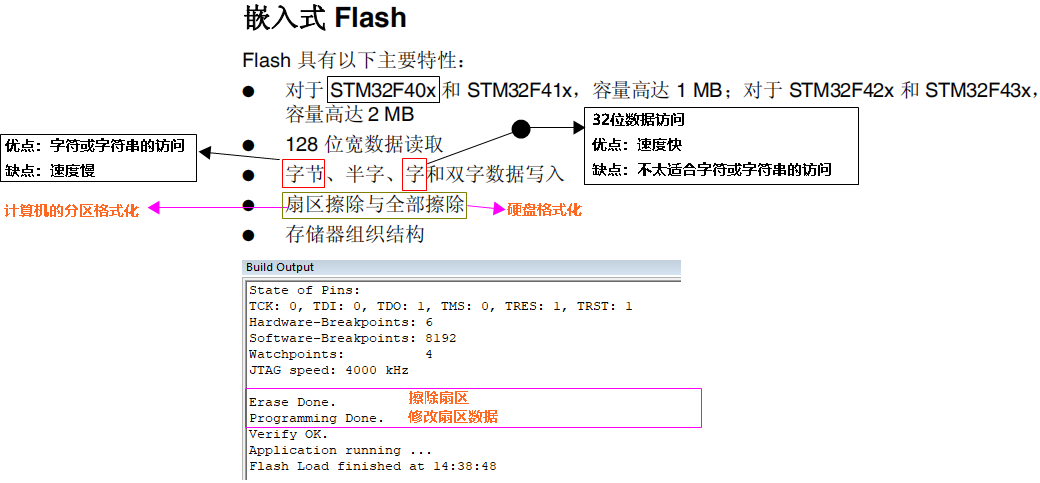 嵌入式 Flash
Flash 具有以下主要特性：
● 对于 STM32F40x 和 STM32F41x，容量高达 1 MB；对于 STM32F42x 和 STM32F43x，
容量高达 2 MB
● 128 位宽数据读取
● 字节、半字、字和双字数据写入
● 扇区擦除与全部擦除
● 存储器组织结构
优点：字符或字符串的访问
缺点：速度慢
32位数据访问
优点：速度快
缺点：不太适合字符或字符串的访问
计算机的分区格式化
硬盘格式化
Build Output
State of Pins:
TCK: 0, TDI: 0, TDO: 1, TMS: 0, TRES: 1, TRST: 1
Hardware-Breakpoints: 6
Software-Breakpoints: 8192
Watchpoints: 4
JTAG speed: 4000 kHz
Erase Done. 擦除扇区
Programming Done. 修改扇区数据
Verify OK.
Application running ...
Flash Load finished at 14:38:48